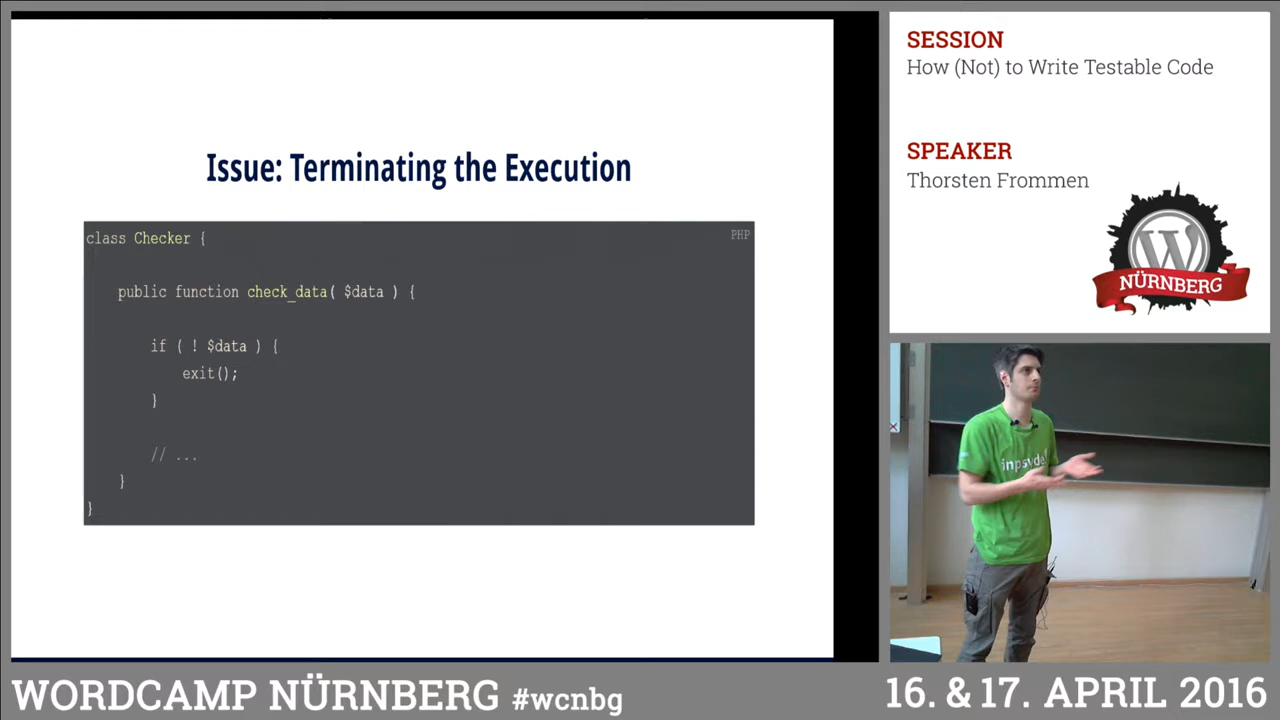 Issue: Terminating the Execution
PHP
class Checker {
public function check_data( $data ) {
if ( ! $data ) {
exit();
}
// ...
}
}
SESSION
How (Not) to Write Testable Code
SPEAKER
Thorsten Frommen
W
NÜRNBERG
inpsyde
WORDCAMP NÜRNBERG #wcnbg
16. & 17. APRIL 2016